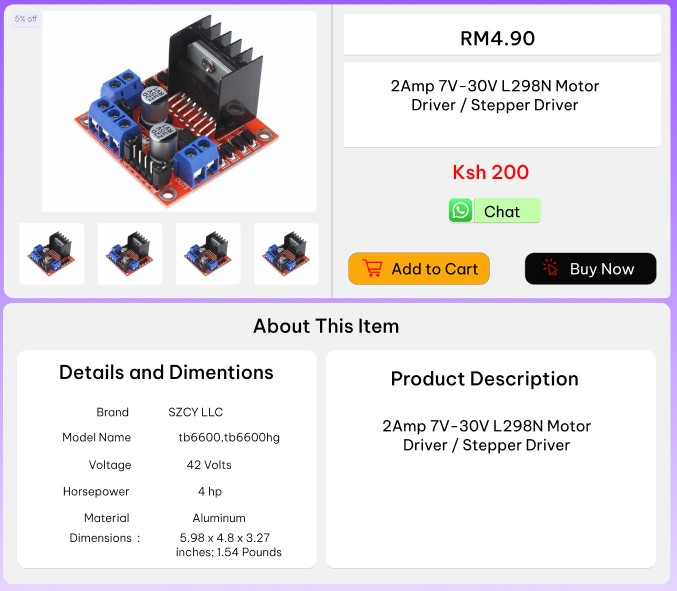 5% off
RM4.90
2Amp 7V-30V L298N Motor
Driver / Stepper Driver
Ksh 200
Chat
Add to Cart
Buy Now
About This Item
Details and Dimentions
Brand SZCY LLC
Model Name tb6600,tb6600hg
Voltage 42 Volts
Horsepower 4 hp
Material Aluminum
Dimensions : 5.98 x 4.8 x 3.27
inches; 1.54 Pounds
Product Description
2Amp 7V-30V L298N Motor
Driver / Stepper Driver